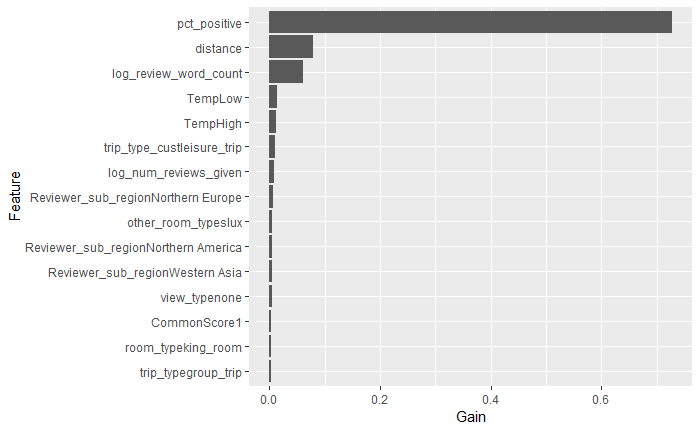 pct_positive
distance
log_review_word_count
TempLow
TempHigh
trip_type_custleisure_trip
log_num_reviews_given
Reviewer_sub_regionNorthern Europe
other_room_typeslux
Reviewer_sub_regionNorthern America
Reviewer_sub_regionWestern Asia
view_typenone
CommonScore1
room_typeking_room
trip_typegroup_trip
Feature
0.0 0.2 0.4 0.6
Gain